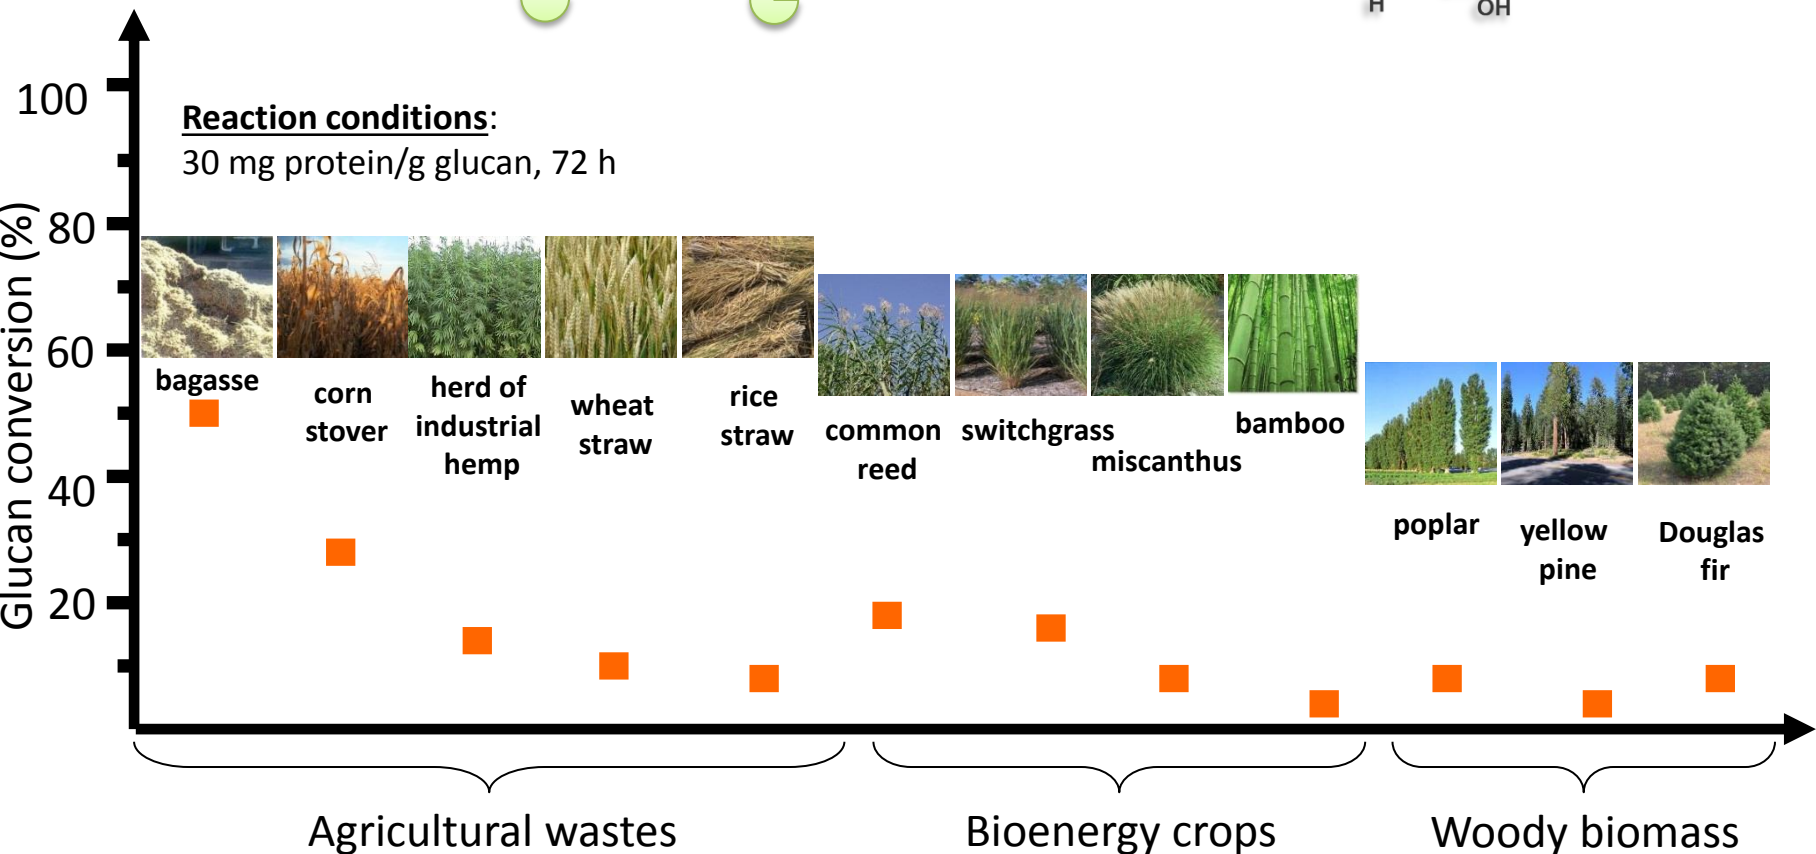 H
OH
100
80
60
40
20
Glucan conversion (%)
Reaction conditions:
30 mg protein/g glucan, 72 h
bagasse
corn
stover
herd of
industrial
hemp
wheat
straw
rice
straw
common
reed
switchgrass
miscanthus
bamboo
poplar
yellow
pine
Douglas
fir
Agricultural wastes
Bioenergy crops
Woody biomass